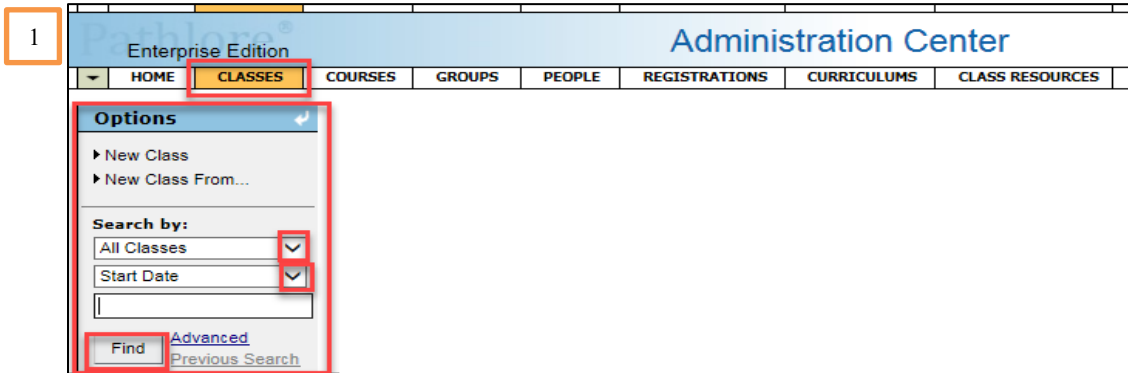 1
Pathlore®
Enterprise Edition
Administration Center
HOME CLASSES COURSES GROUPS PEOPLE REGISTRATIONS CURRICULUMS CLASS RESOURCES
Options
New Class
New Class From...
Search by:
All Classes
Start Date
Find Advanced
Previous Search